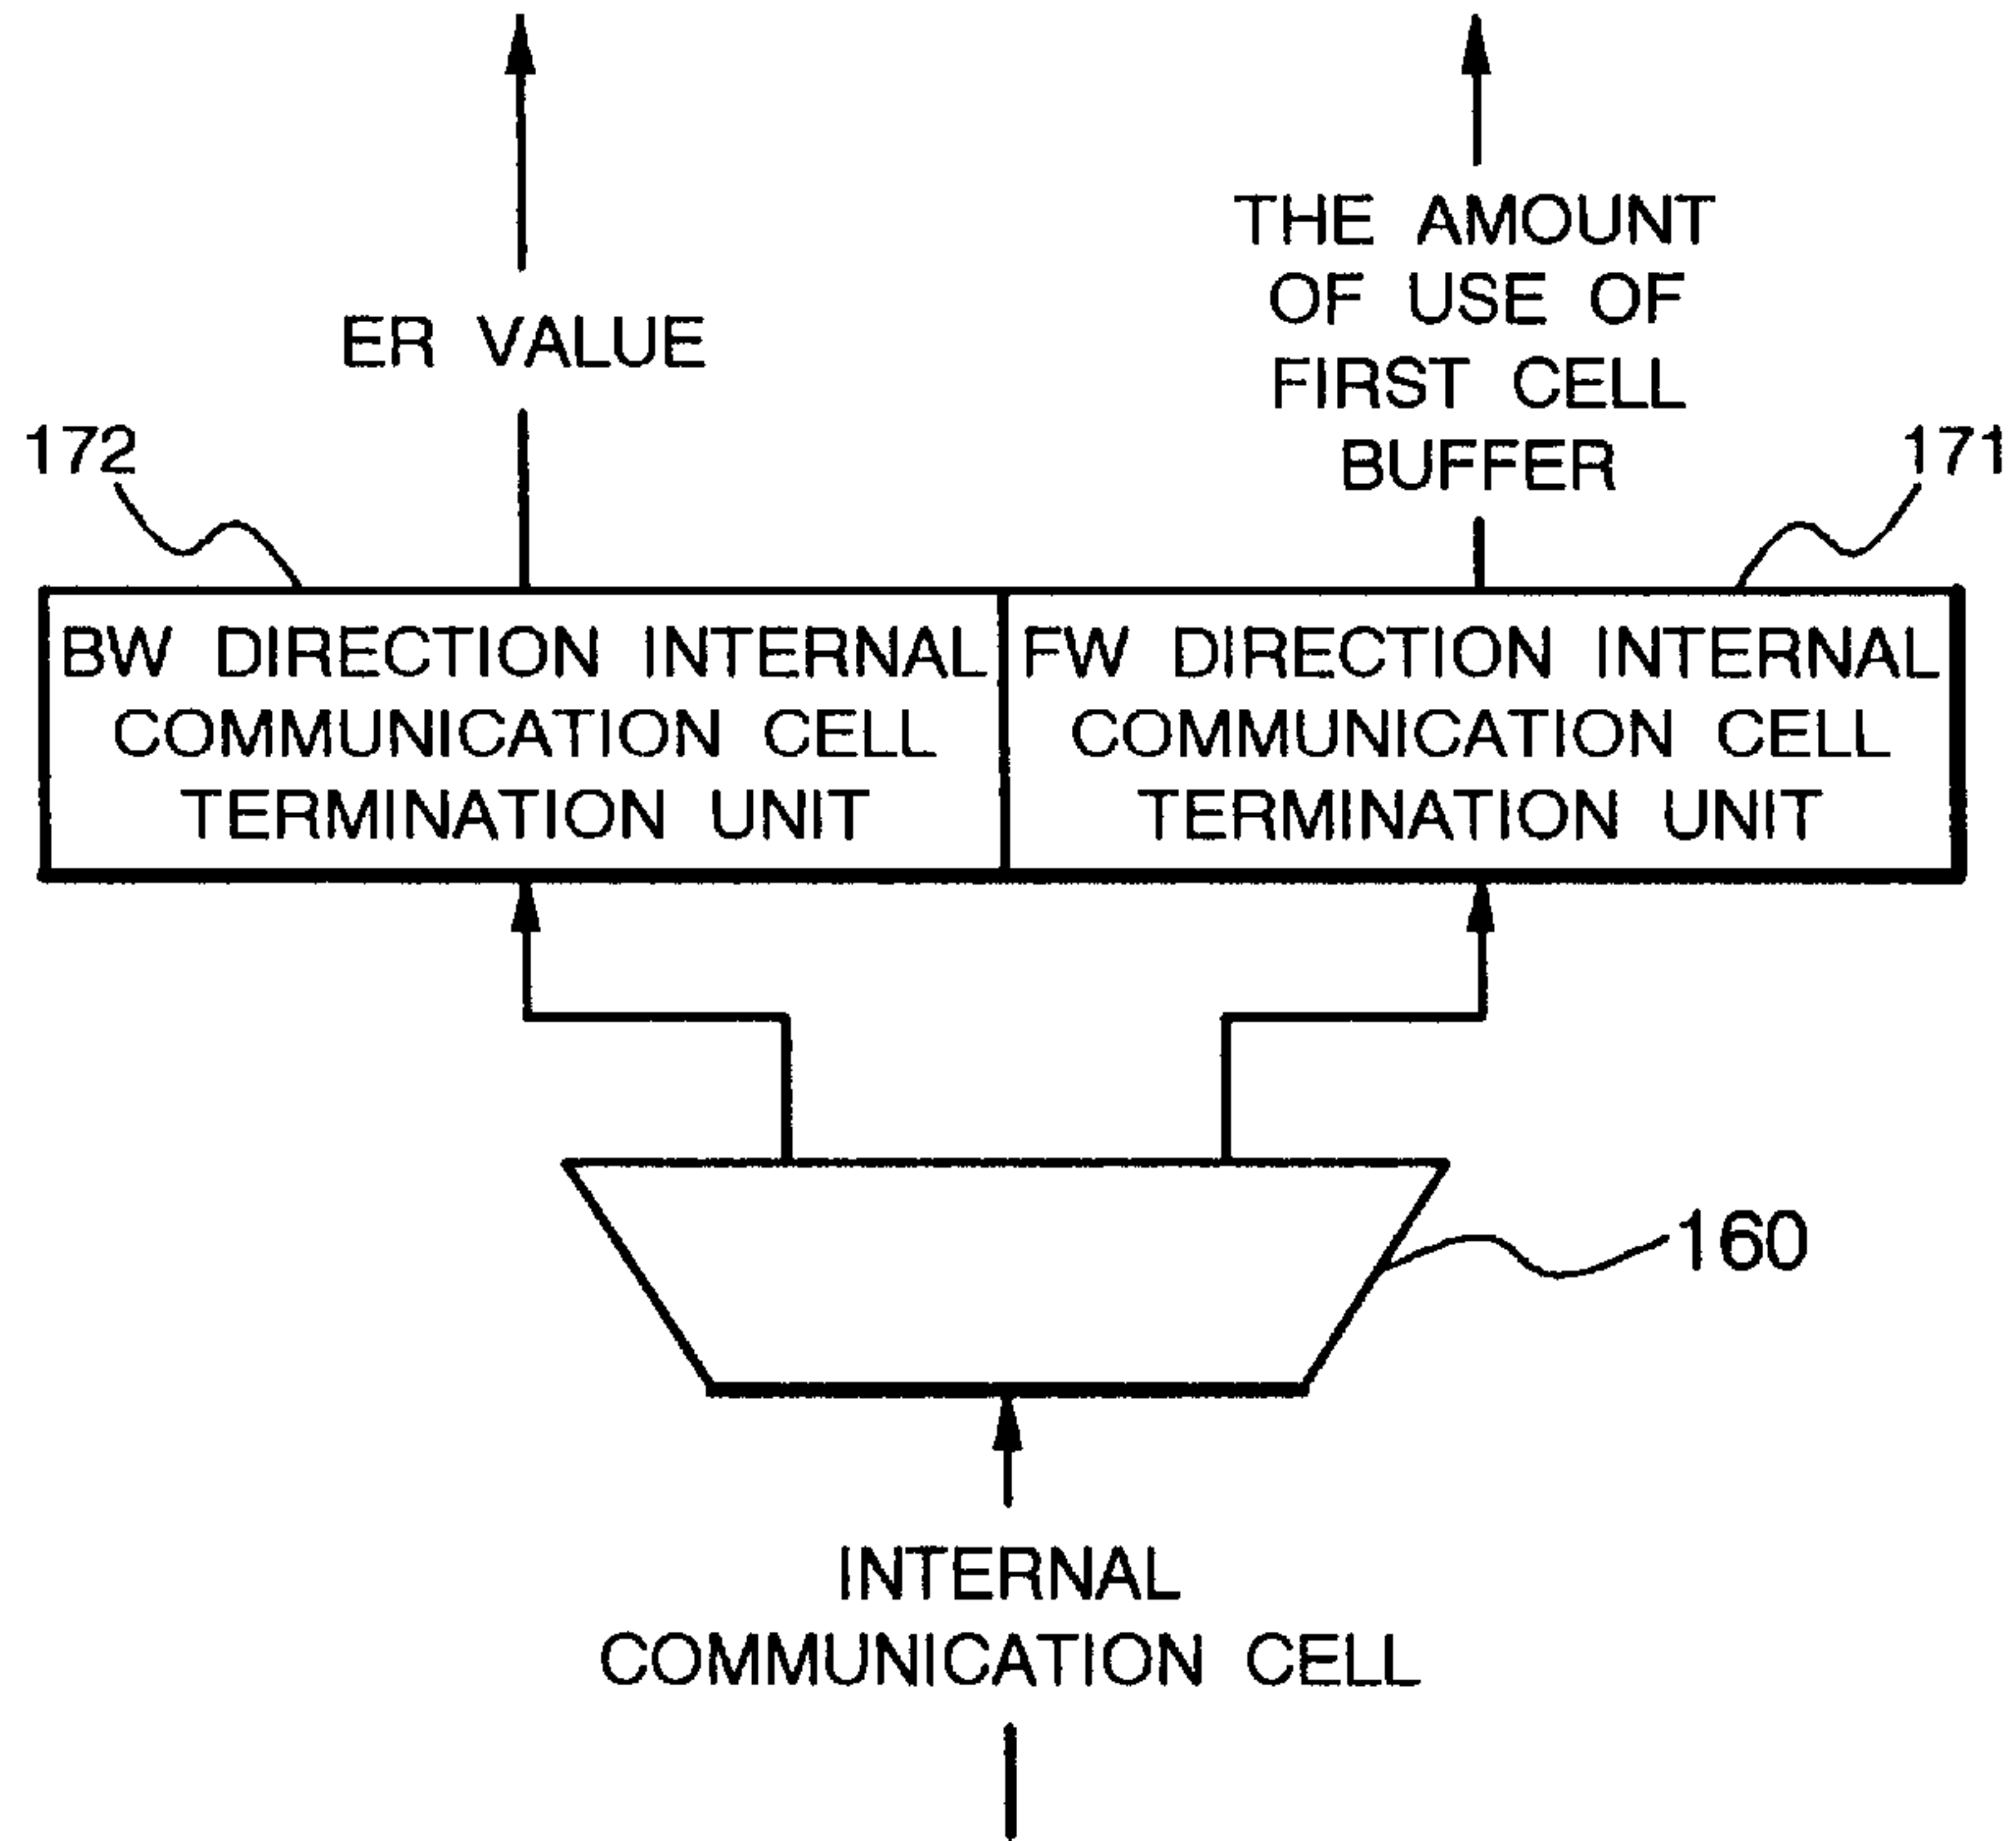 ER VALUE
THE AMOUNT
OF USE OF
FIRST CELL
BUFFER
172
171
BW DIRECTION INTERNAL
COMMUNICATION CELL
TERMINATION UNIT
FW DIRECTION INTERNAL
COMMUNICATION CELL
TERMINATION UNIT
160
INTERNAL
COMMUNICATION CELL